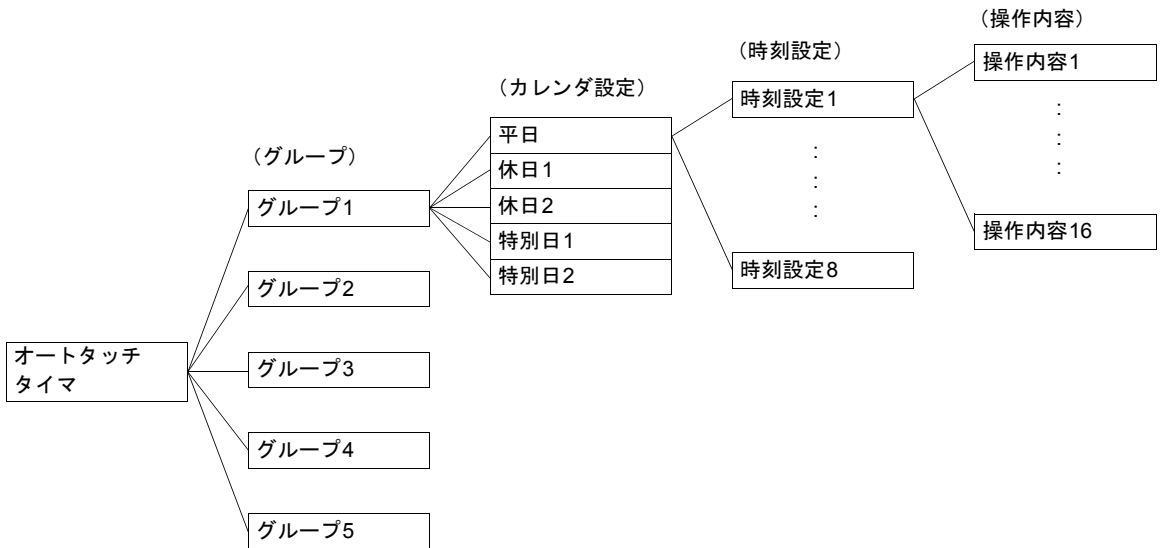 （操作内容）
操作内容1
:
:
:
操作内容16
（時刻設定）
時刻設定1
:
:
:
時刻設定8
（カレンダ設定）
平日
休日1
休日2
特別日1
特別日2
（グループ）
グループ1
グループ2
グループ3
グループ4
グループ5
オートタッチ
タイマ